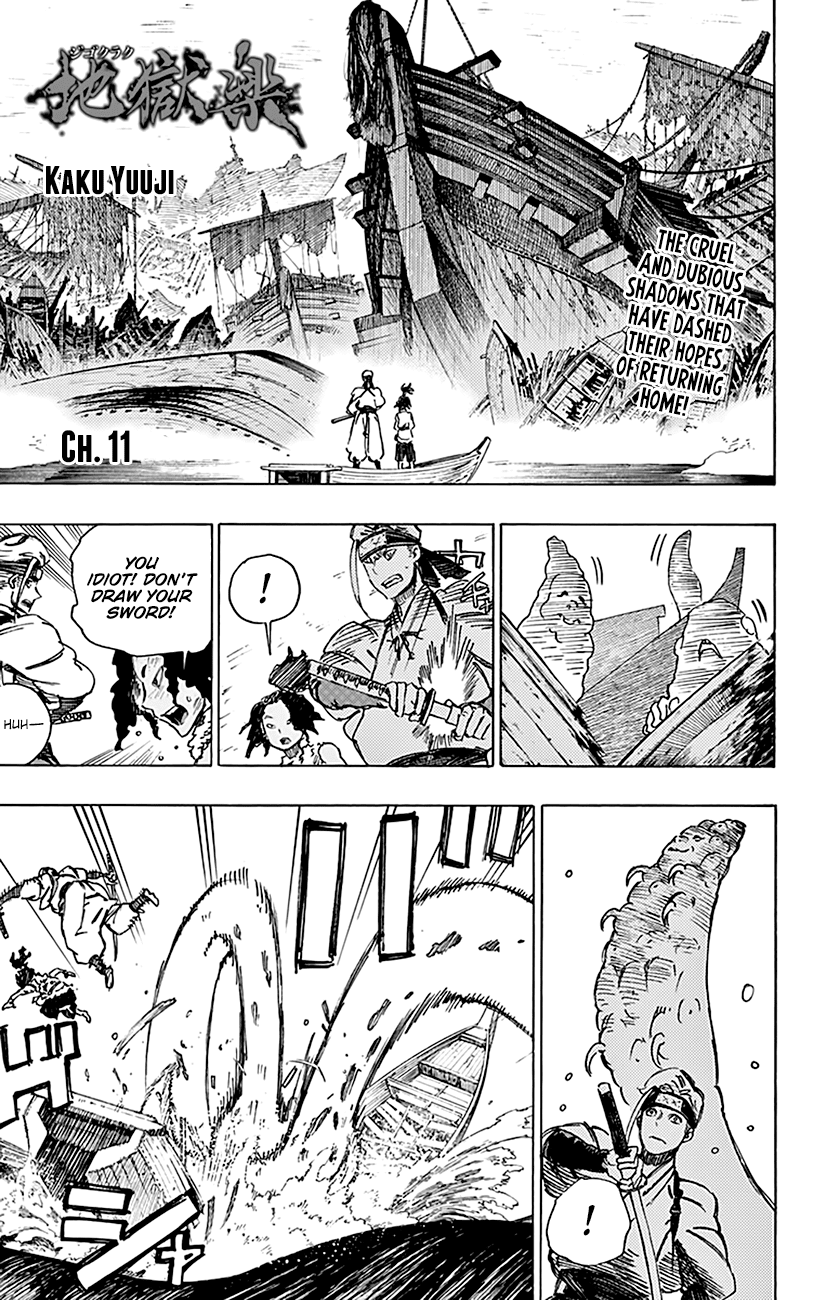 ジゴクラク
地獄楽
KAKU YUUJI
THE CRUEL
AND DUBIOUS
SHADOWS THAT
HAVE DASHED
THEIR HOPES
OF RETURNING
HOME!
CH. 11
!
YOU
IDIOT! DON'T
DRAW YOUR
SWORD!
HUH—
!